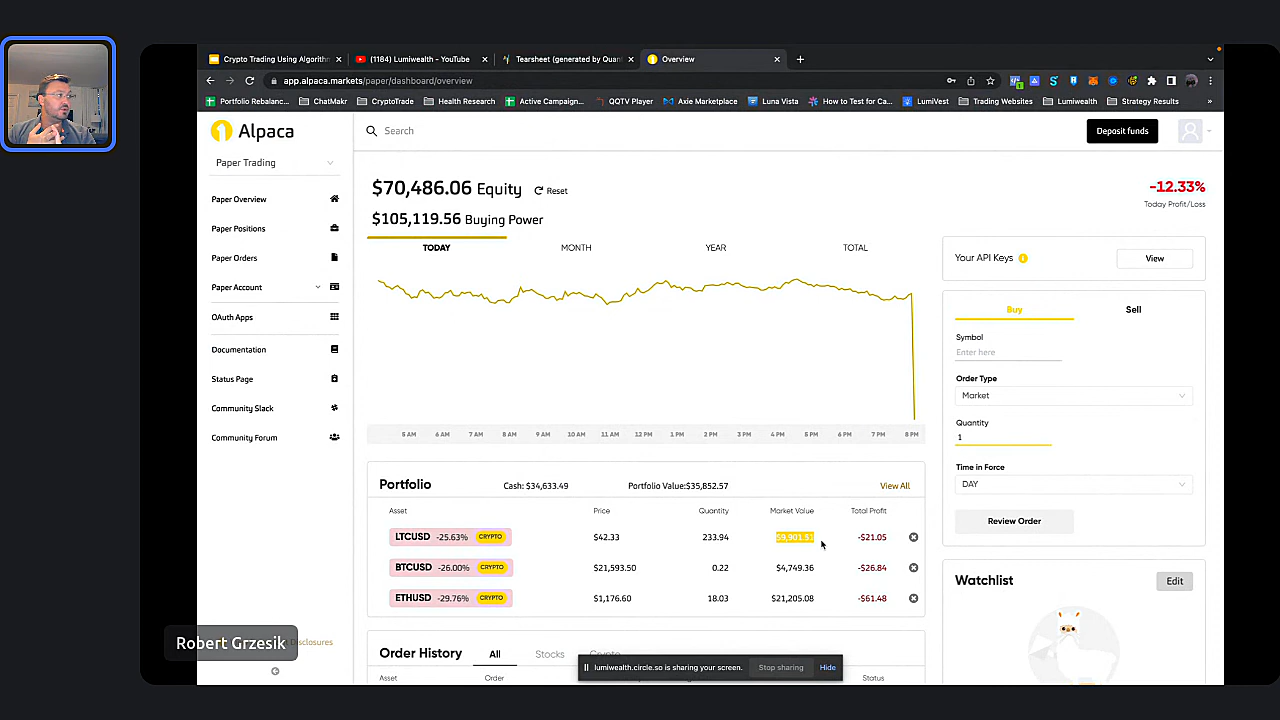 Crypto Trading Using Algorithm
(1184) Lumiwealth - YouTube
Tearsheet (generated by Quan
Overview
app.alpaca.markets/paper/dashboard/overview
Portfolio Rebalanc...
ChatMakr
CryptoTrade
Health Research
Active Campaign...
QQTV Player
Axie Marketplace
Luna Vista
How to Test for Ca...
LumiVest
Trading Websites
Lumiwealth
Strategy Results
»
Alpaca
Search
Deposit funds
Paper Trading
Paper Overview
Paper Positions
Paper Orders
Paper Account
OAuth Apps
Documentation
Status Page
Community Slack
Community Forum
Disclosures
$70,486.06 Equity
Reset
$105,119.56 Buying Power
-12.33%
Today Profit/Loss
TODAY MONTH YEAR TOTAL
5 AM 6 AM 7 AM 8 AM 9 AM 10 AM 11 AM 12 PM 1 PM 2 PM 3 PM 4 PM 5 PM 6 PM 7 PM 8 PM
Your API Keys
View
Buy Sell
Symbol
Enter here
Order Type
Market
Quantity
1
Time in Force
DAY
Review Order
Portfolio Cash: $34,633.49 Portfolio Value:$35,852.57 View All
Asset Price Quantity Market Value Total Profit
LTCUSD -25.63% CRYPTO $42.33 233.94 $9,901.51 -$21.05
BTCUSD -26.00% CRYPTO $21,593.50 0.22 $4,749.36 -$26.84
ETHUSD -29.76% CRYPTO $1,176.60 18.03 $21,205.08 -$61.48
Watchlist Edit
Order History All Stocks Crypto
Asset Order Status
lumiwealth.circle.so is sharing your screen. Stop sharing Hide
Robert Grzesik